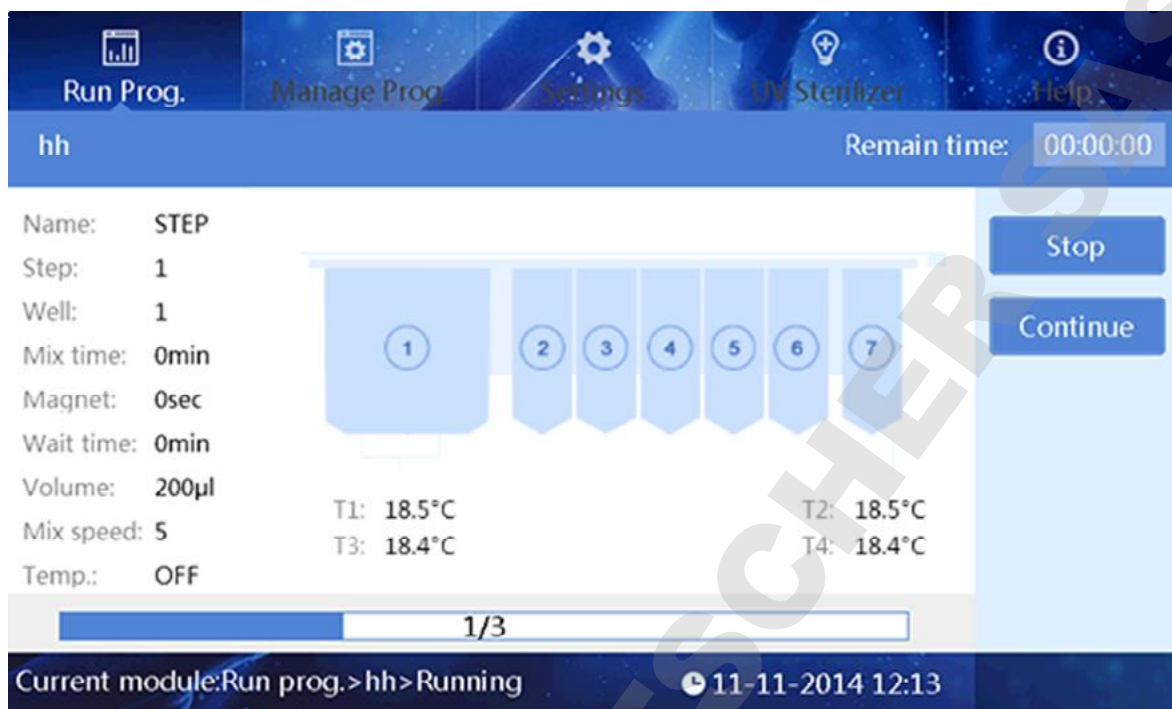 Run Prog.
Manage Prog.
Settings
UV Sterilizer
Help
hh
Remain time: 00:00:00
Name: STEP
Step: 1
Well: 1
Mix time: 0min
Magnet: 0sec
Wait time: 0min
Volume: 200µl
Mix speed: 5
Temp.: OFF
1 2 3 4 5 6 7
T1: 18.5°C T2: 18.5°C
T3: 18.4°C T4: 18.4°C
Stop
Continue
1/3
Current module:Run prog.>hh>Running 11-11-2014 12:13
SCHER SAS